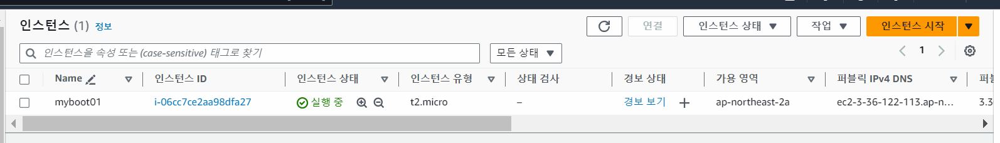 인스턴스 (1) 정보
연결 인스턴스 상태 작업 인스턴스 시작
인스턴스을 속성 또는 (case-sensitive) 태그로 찾기 모든 상태 1
Name 인스턴스 ID 인스턴스 상태 인스턴스 유형 상태 검사 경보 상태 가용 영역 퍼블릭 IPv4 DNS 퍼블
myboot01 i-06cc7ce2aa98dfa27 실행 중 t2.micro – 경보 보기 + ap-northeast-2a ec2-3-36-122-113.ap-n... 3.3